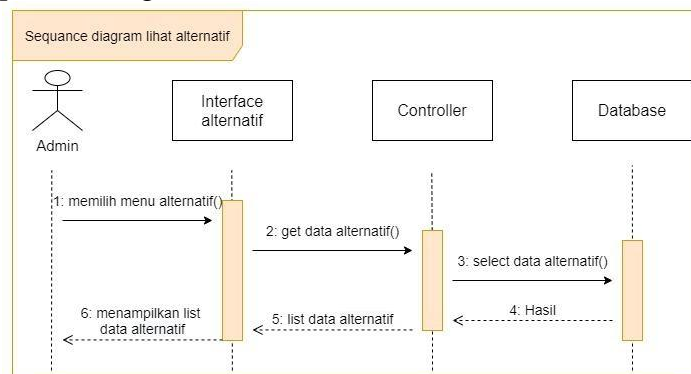 Sequance diagram lihat alternatif
Interface
alternatif
Controller
Database
Admin
1: memilih menu alternatif()
2: get data alternatif()
3: select data alternatif()
4: Hasil
5: list data alternatif
6: menampilkan list
data alternatif